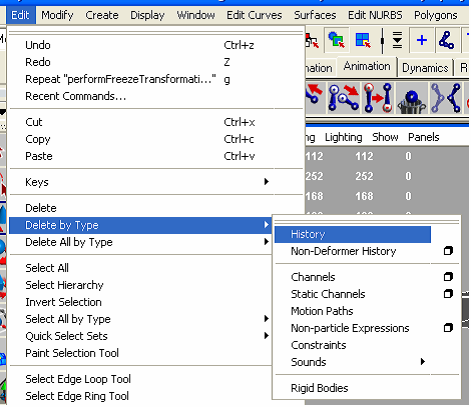 Edit Modify Create Display Window Edit Curves Surfaces Edit NURBS Polygons
Undo Ctrl+z
Redo Z
Repeat "performFreezeTransformati..." g
Recent Commands...
Cut Ctrl+x
Copy Ctrl+c
Paste Ctrl+v
Keys
Delete
Delete by Type
Delete All by Type
Select All
Select Hierarchy
Invert Selection
Select All by Type
Quick Select Sets
Paint Selection Tool
Select Edge Loop Tool
Select Edge Ring Tool
mation Animation Dynamics R
ng Lighting Show Panels
112 112 0
252 252 0
168 168 0
History
Non-Deformer History
Channels
Static Channels
Motion Paths
Non-particle Expressions
Constraints
Sounds
Rigid Bodies